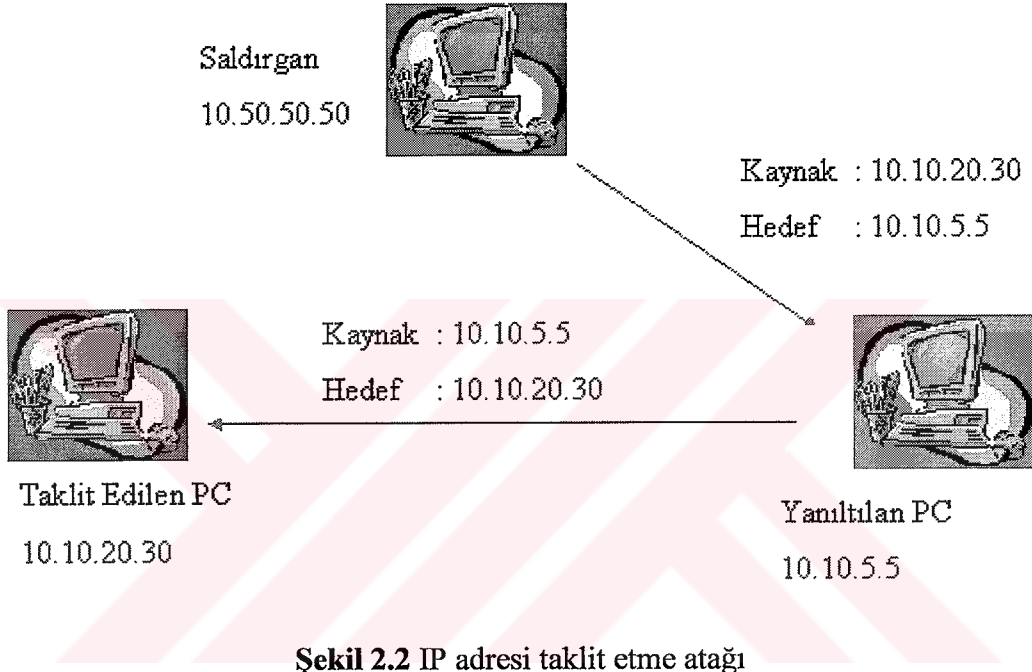 Saldırgan
10.50.50.50
Kaynak : 10.10.20.30
Hedef : 10.10.5.5
Kaynak : 10.10.5.5
Hedef : 10.10.20.30
Taklit Edilen PC
10.10.20.30
Yanıltılan PC
10.10.5.5
Şekil 2.2 IP adresi taklit etme atağı